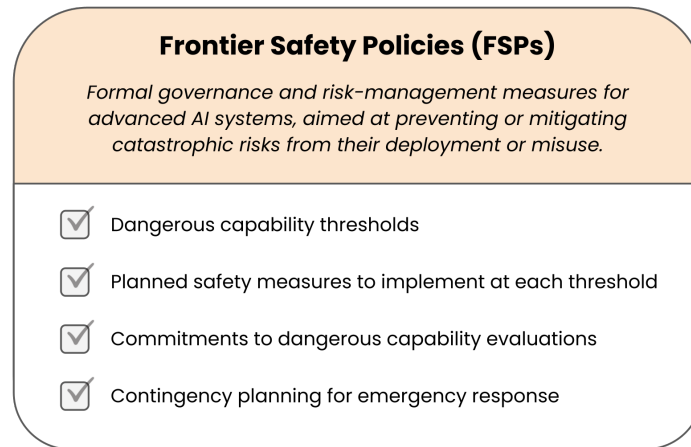 Frontier Safety Policies (FSPs)
Formal governance and risk-management measures for
advanced AI systems, aimed at preventing or mitigating
catastrophic risks from their deployment or misuse.
Dangerous capability thresholds
Planned safety measures to implement at each threshold
Commitments to dangerous capability evaluations
Contingency planning for emergency response